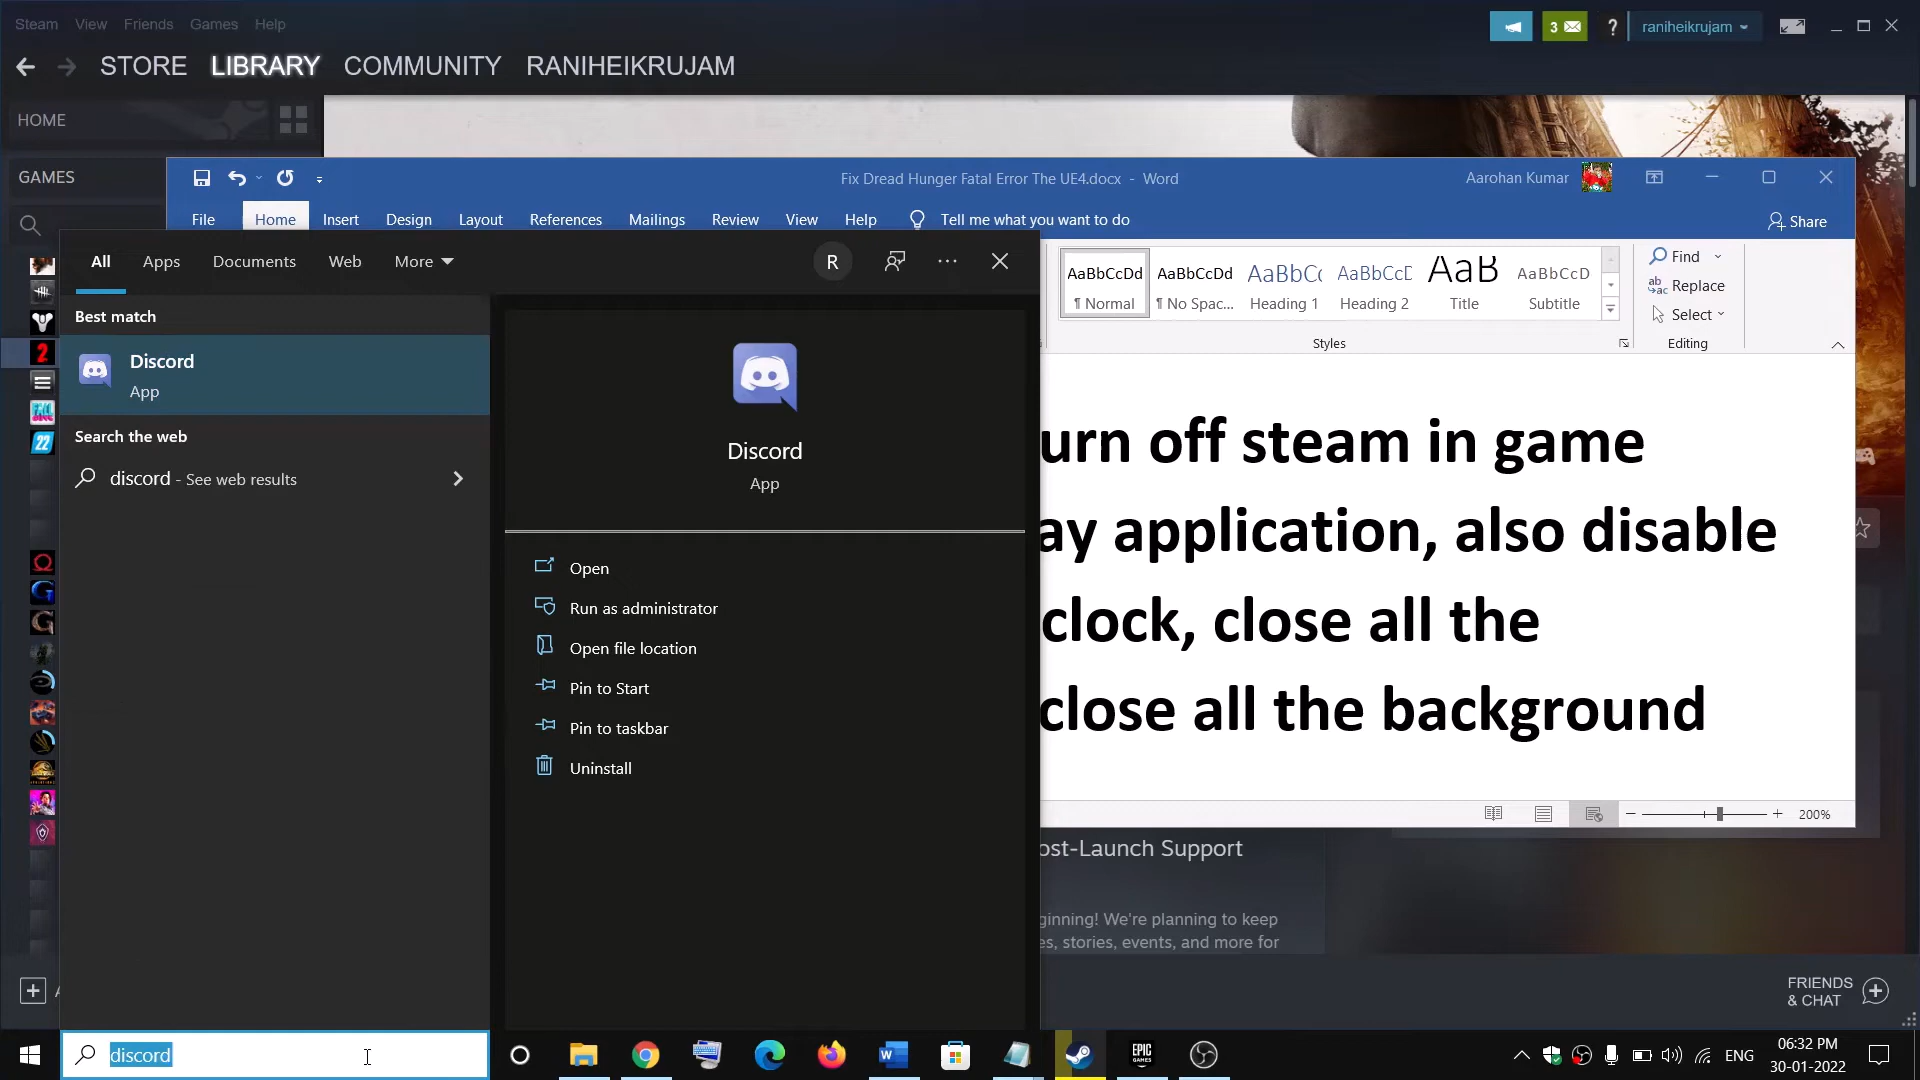 Steam View Friends Games Help
3
?
raniheikrujam
STORE LIBRARY COMMUNITY RANIHEIKRUJAM
HOME
GAMES
Fix Dread Hunger Fatal Error The UE4.docx - Word
Aarohan Kumar
File Home Insert Design Layout References Mailings Review View Help Tell me what you want to do
Share
All Apps Documents Web More
R
AaBbCcDd AaBbCcDd AaBbCc AaBbCcD AaB AaBbCcD
¶ Normal ¶ No Spac... Heading 1 Heading 2 Title Subtitle
Styles
Find
Replace
Select
Editing
Best match
Discord
App
Search the web
discord - See web results
Discord
App
Open
Run as administrator
Open file location
Pin to Start
Pin to taskbar
Uninstall
urn off steam in game
ay application, also disable
clock, close all the
close all the background
200%
ost-Launch Support
ginning! We're planning to keep
es, stories, events, and more for
FRIENDS
& CHAT
discord
EPIC
GAMES
ENG
06:32 PM
30-01-2022